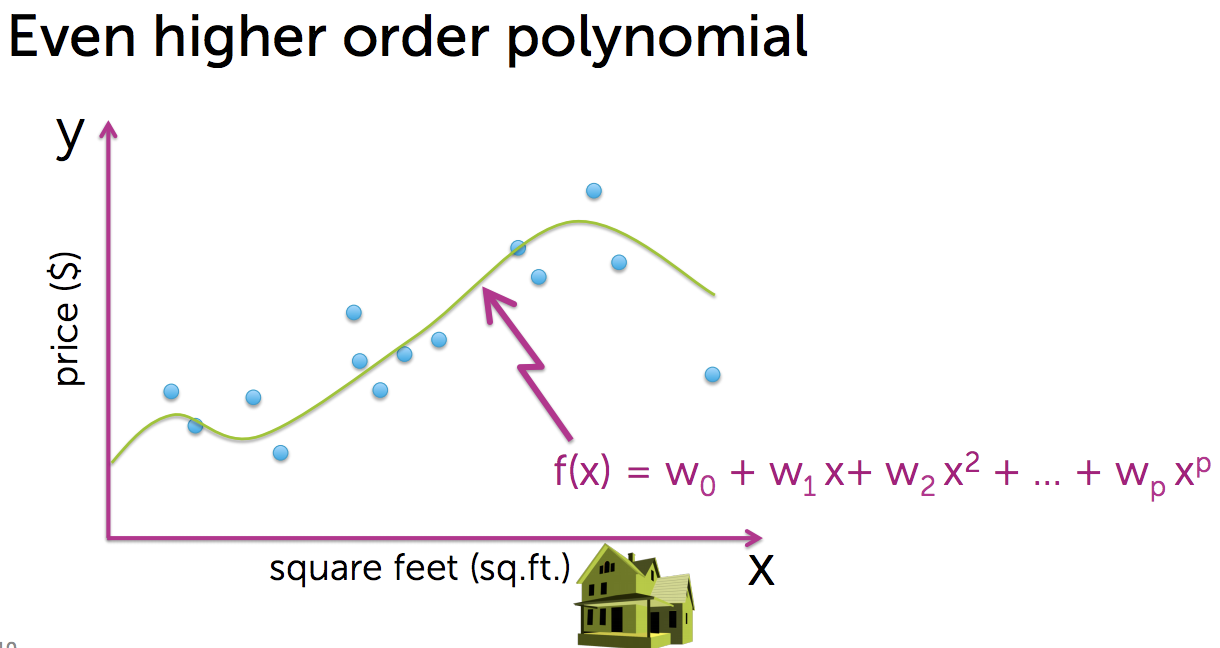 Even higher order polynomial
y
price ($)
f(x) = w₀ + w₁ x+ w₂ x² + ... + wₚ xᵖ
square feet (sq.ft.)
x